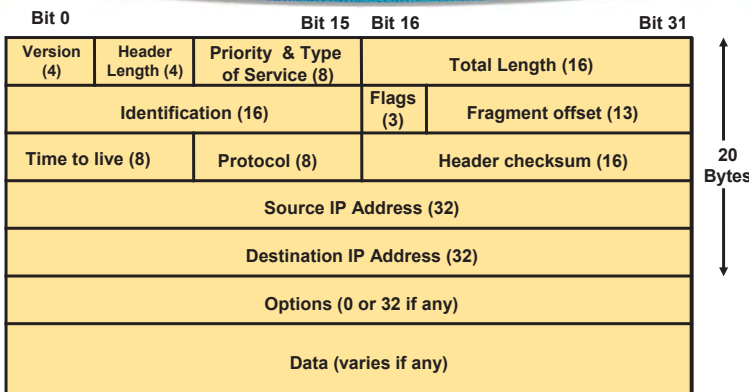 Bit 0 Bit 15 Bit 16 Bit 31
Version (4)
Header Length (4)
Priority & Type of Service (8)
Total Length (16)
Identification (16)
Flags (3)
Fragment offset (13)
Time to live (8)
Protocol (8)
Header checksum (16)
20 Bytes
Source IP Address (32)
Destination IP Address (32)
Options (0 or 32 if any)
Data (varies if any)